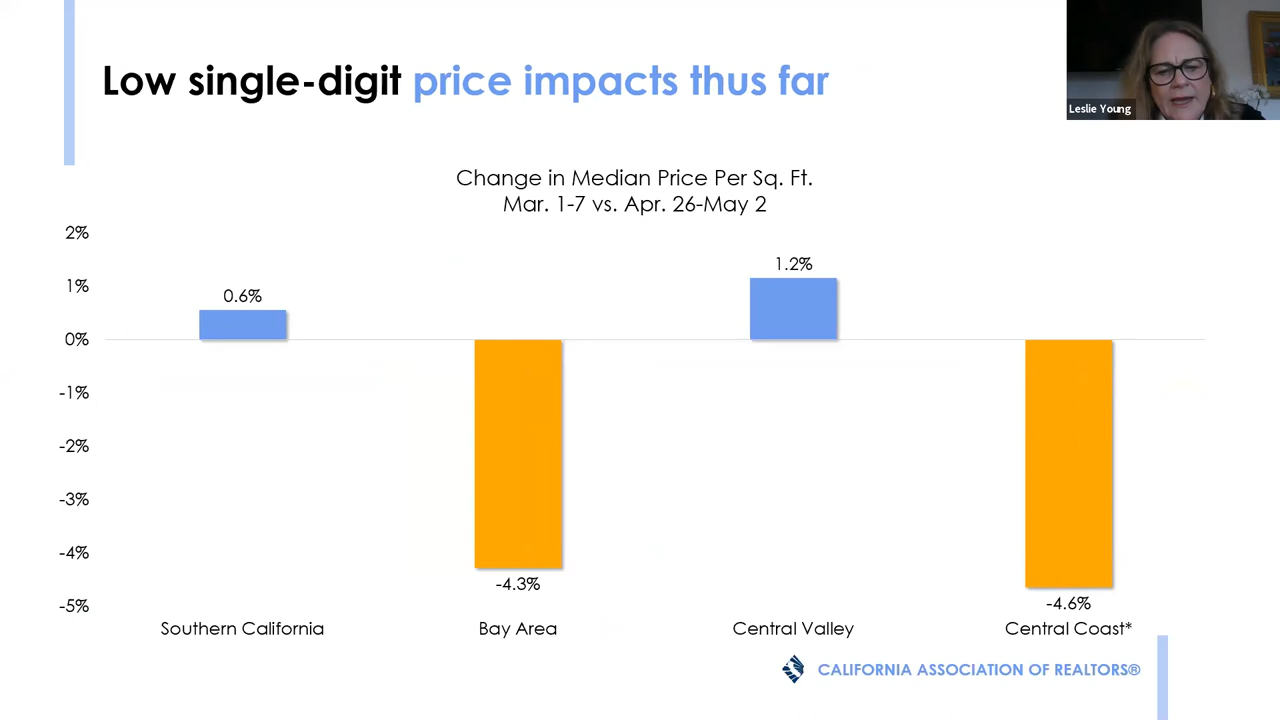 Low single-digit price impacts thus far
Leslie Young
Change in Median Price Per Sq. Ft.
Mar. 1-7 vs. Apr. 26-May 2
2%
1%
0%
-1%
-2%
-3%
-4%
-5%
0.6%
-4.3%
1.2%
-4.6%
Southern California
Bay Area
Central Valley
Central Coast*
CALIFORNIA ASSOCIATION OF REALTORS®